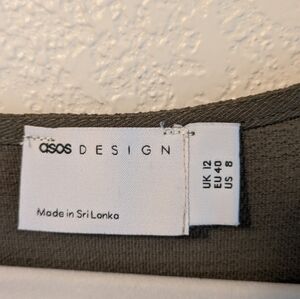 asos DESIGN
Made in Sri Lanka
UK 12
EU 40
US 8